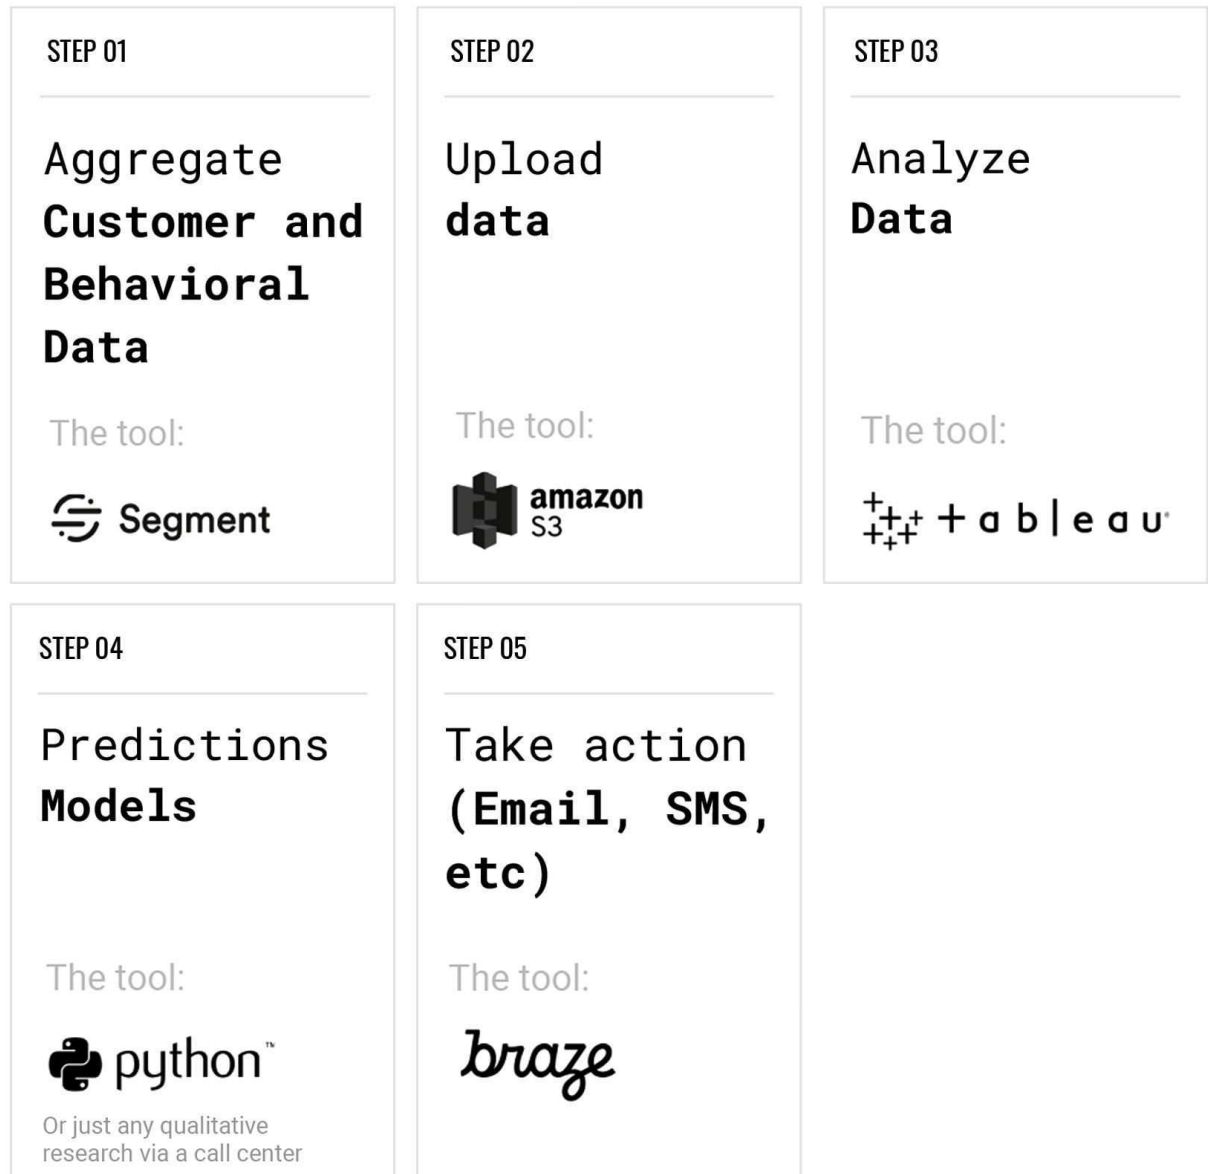 STEP 01
Aggregate
Customer and
Behavioral
Data
The tool:
Segment
STEP 02
Upload
data
The tool:
amazon
S3
STEP 03
Analyze
Data
The tool:
+ableau®
STEP 04
Predictions
Models
The tool:
python™
Or just any qualitative
research via a call center
STEP 05
Take action
(Email, SMS,
etc)
The tool:
braze